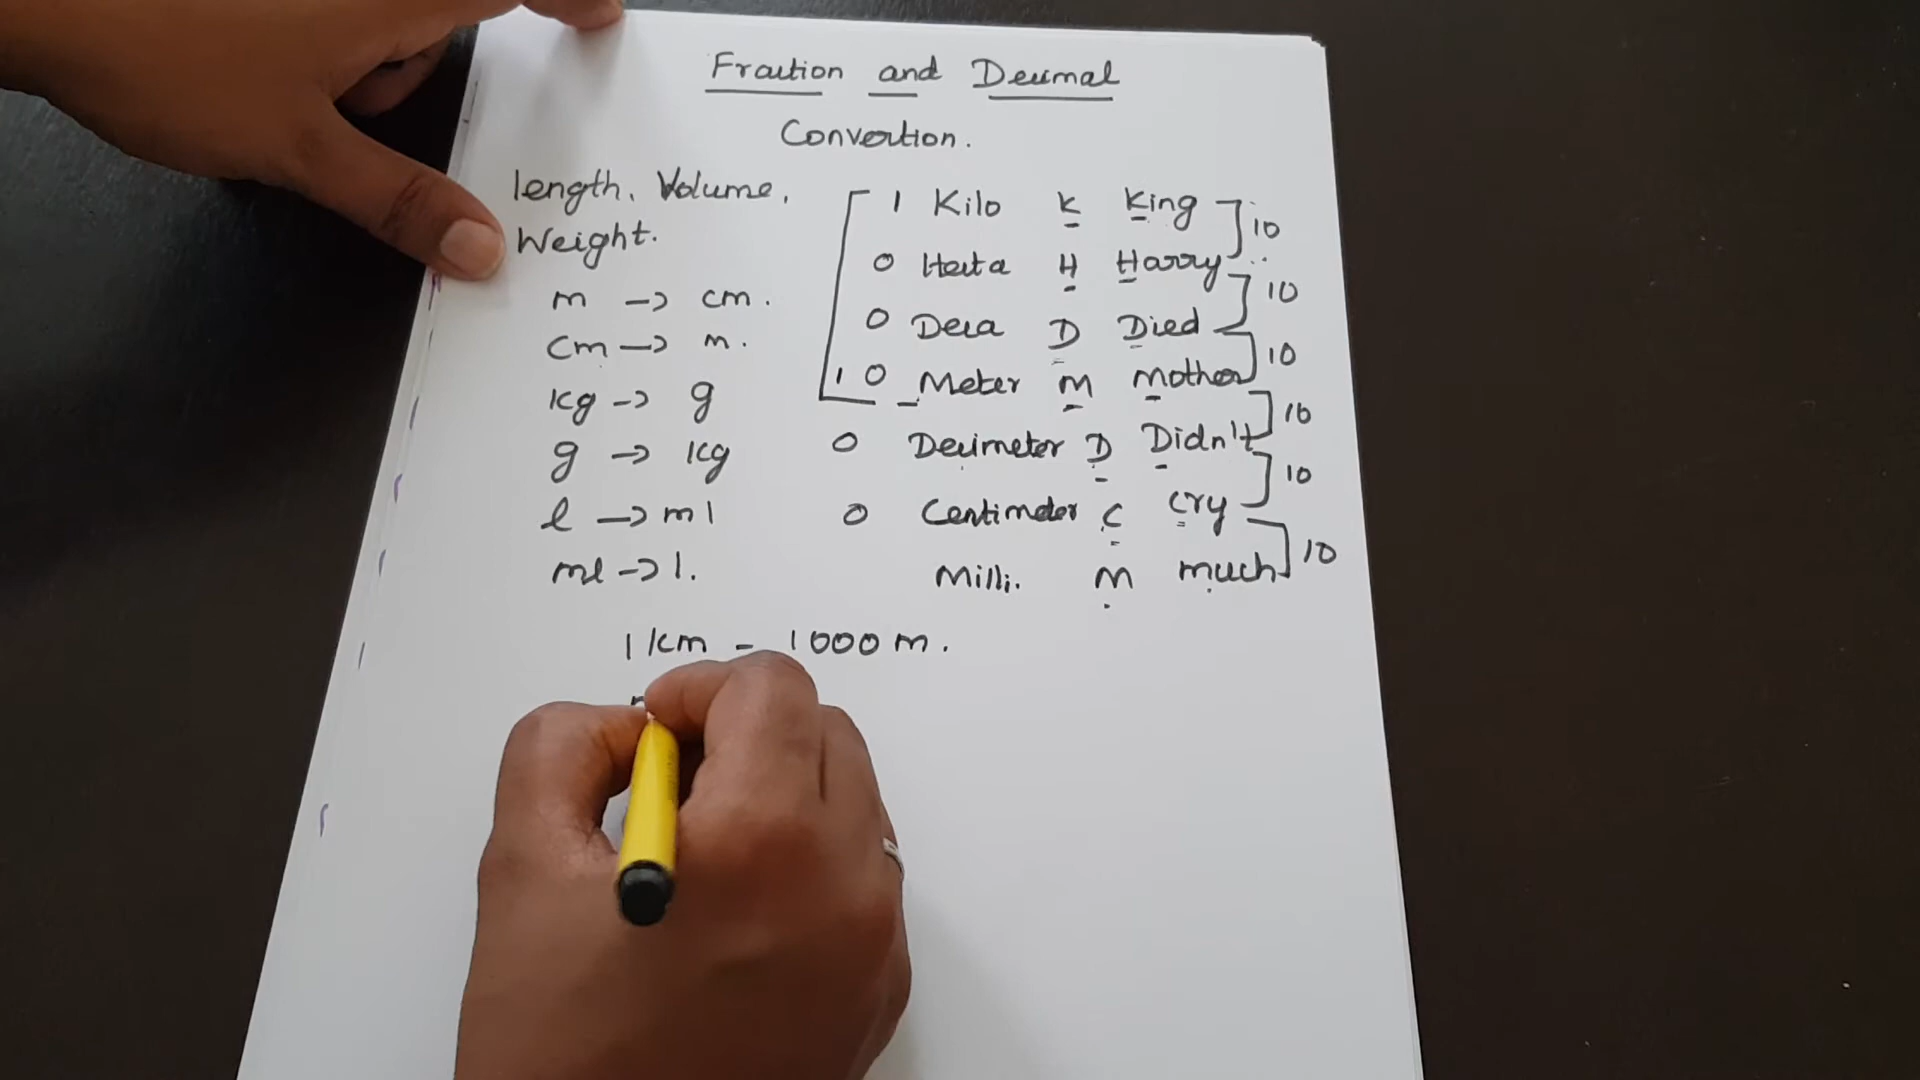 Fraction and Decimal
Convertion.
length, Volume,
Weight.
m -> cm.
cm -> m.
kg -> g
g -> kg
l -> ml
ml -> l.
1 Kilo K King ] 10
0 Hecta H Harry ] 10
0 Deca D Died ] 10
1 0 Meter M Mother ] 10
0 Decimeter D Didn't ] 10
0 Centimeter C Cry ] 10
Milli. M much
1 km - 1000 m.